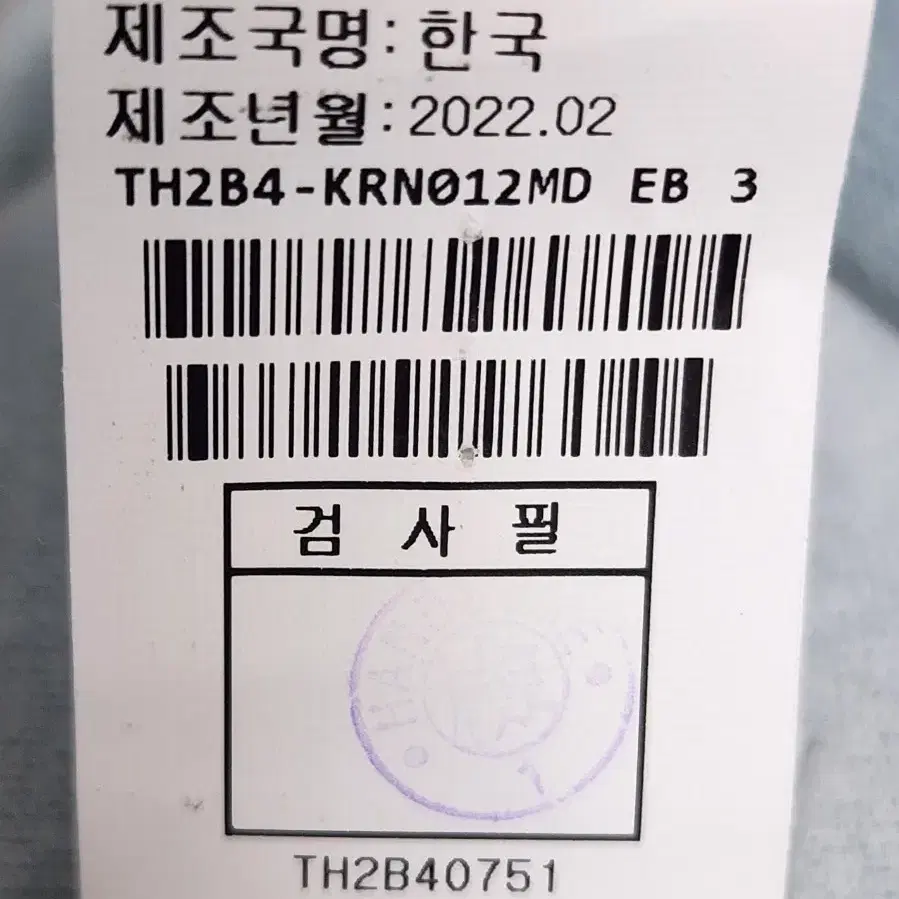 제조국명: 한국
제조년월: 2022.02
TH2B4-KRN012MD EB 3
검 사 필
TH2B40751